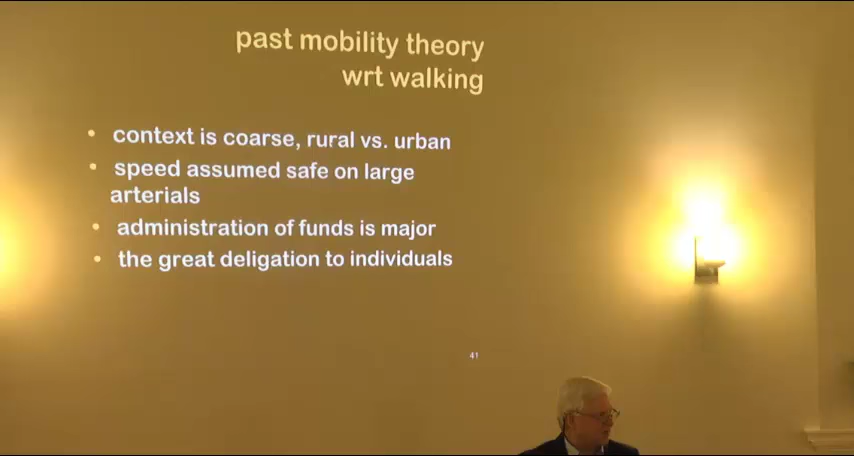 past mobility theory
wrt walking
• context is coarse, rural vs. urban
• speed assumed safe on large
arterials
• administration of funds is major
• the great deligation to individuals
41